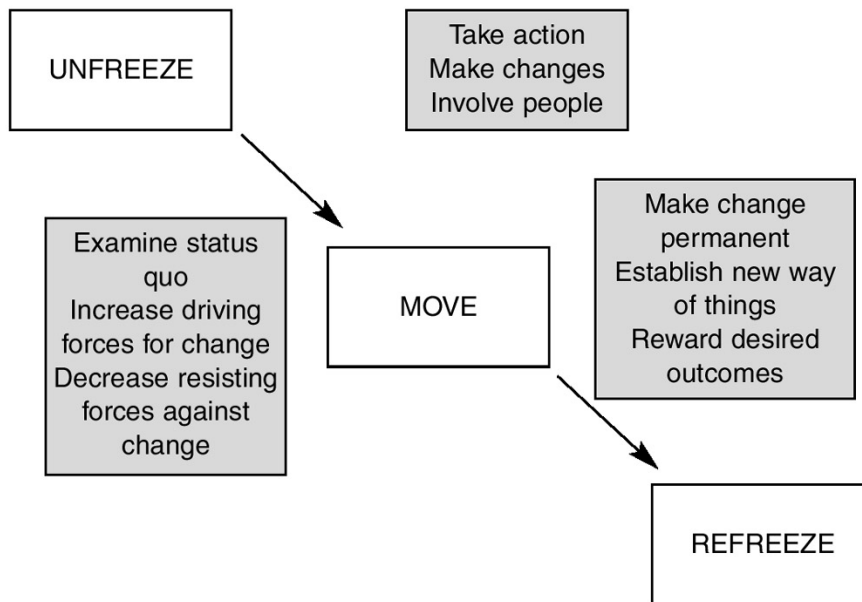 UNFREEZE
Take action
Make changes
Involve people
Examine status
quo
Increase driving
forces for change
Decrease resisting
forces against
change
MOVE
Make change
permanent
Establish new way
of things
Reward desired
outcomes
REFREEZE